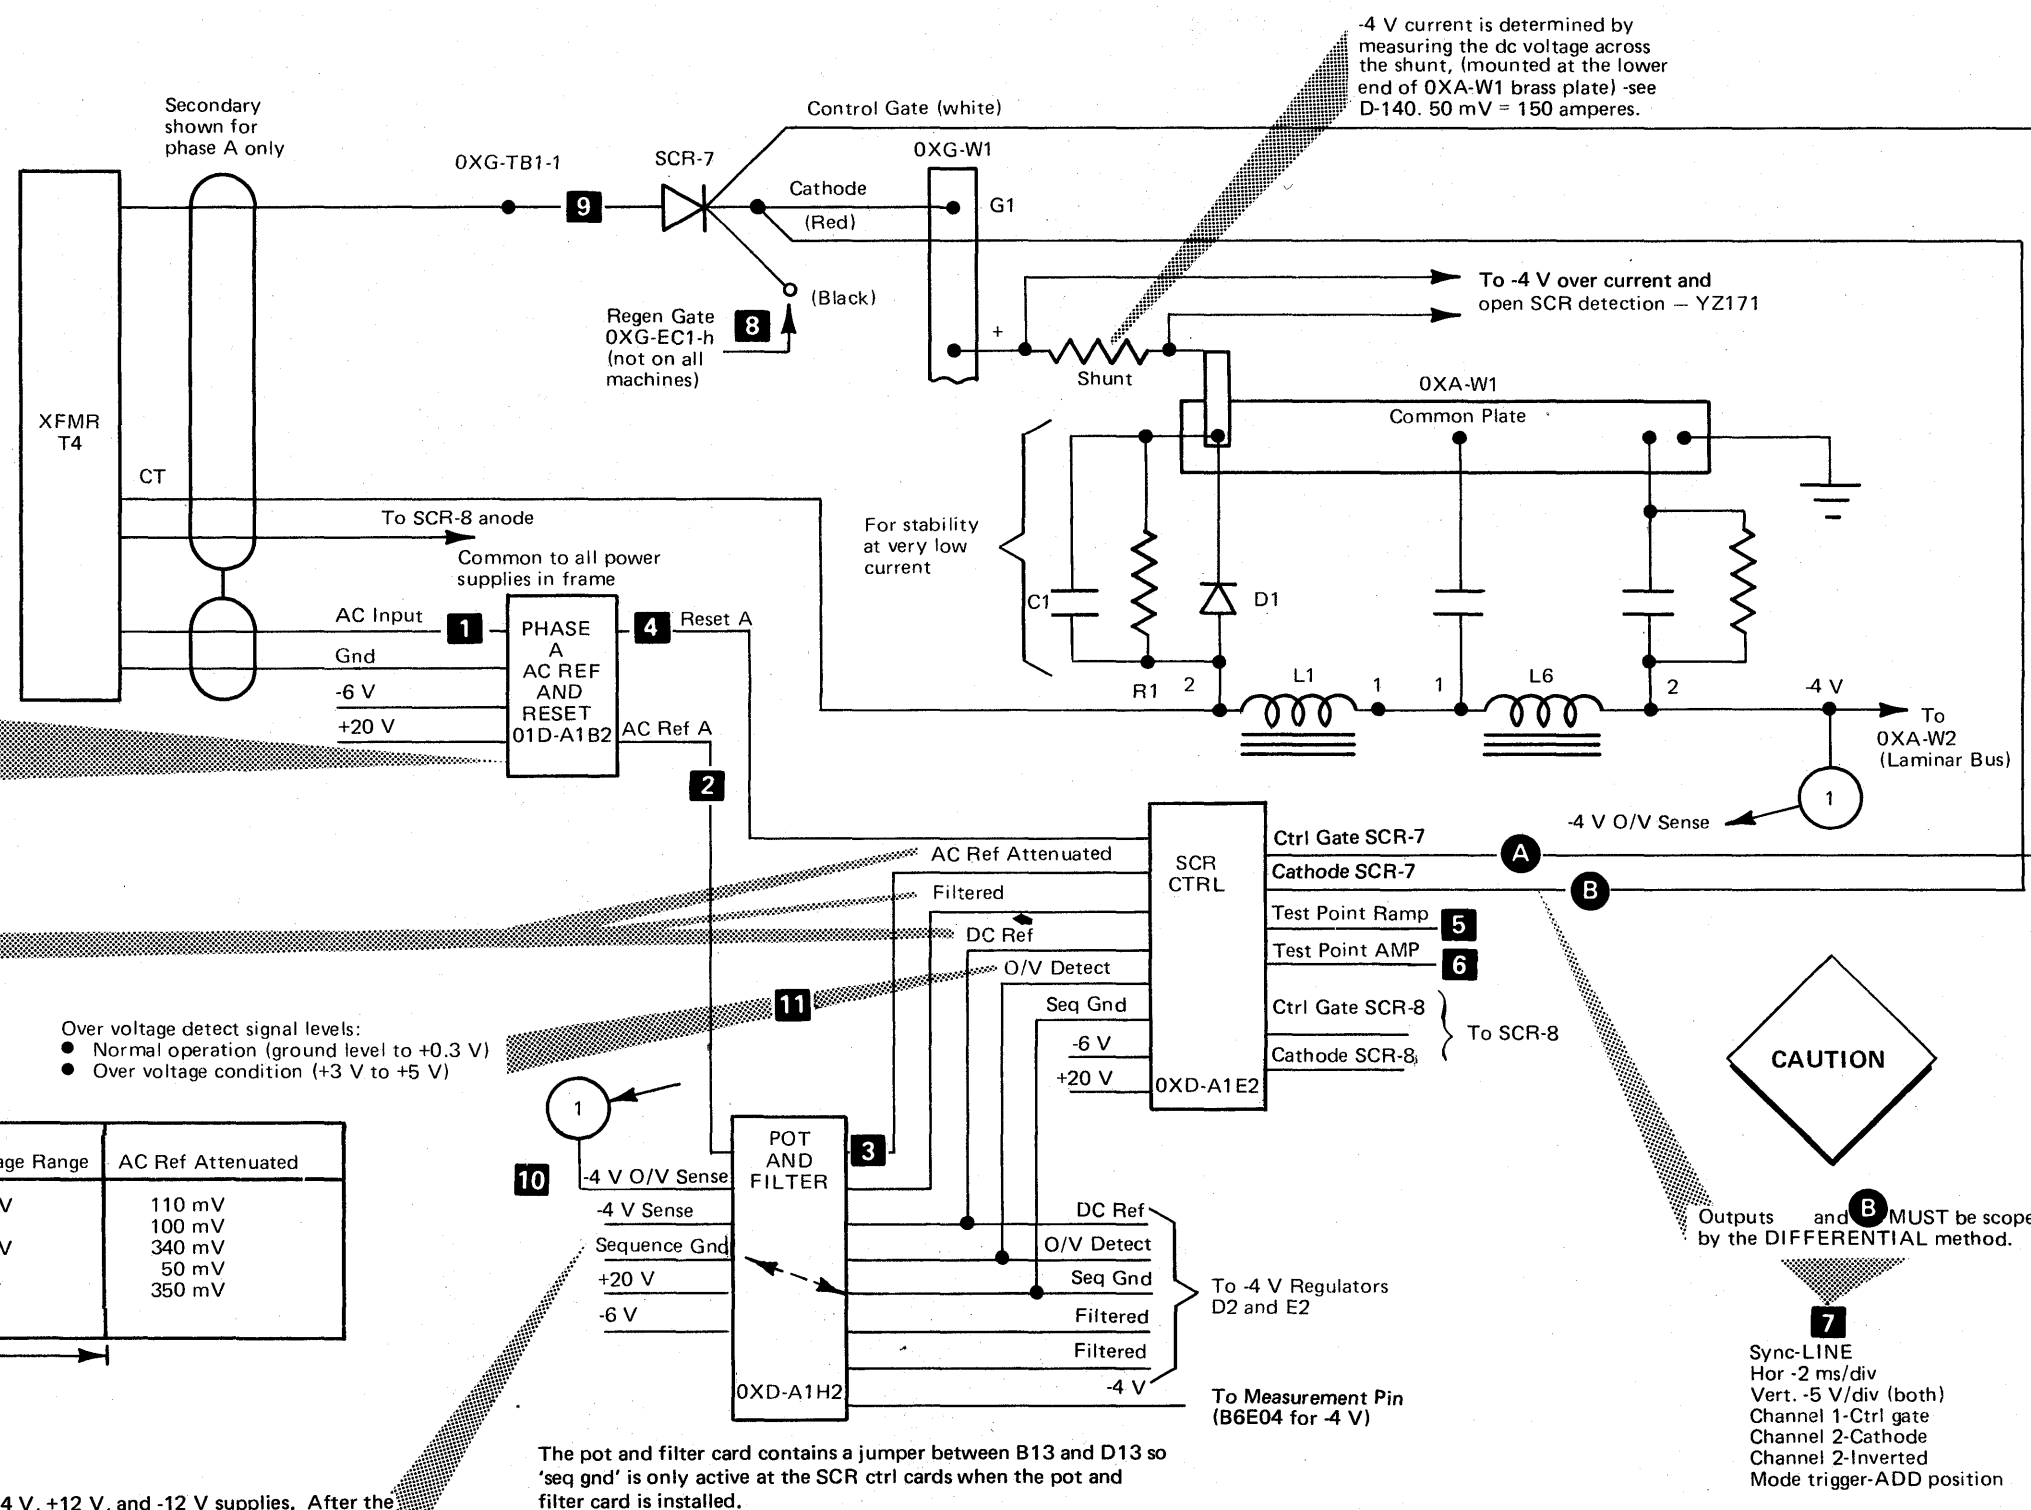 -4 V current is determined by
measuring the dc voltage across
the shunt, (mounted at the lower
end of 0XA-W1 brass plate) -see
D-140. 50 mV = 150 amperes.
Secondary
shown for
phase A only
Control Gate (white)
0XG-TB1-1
SCR-7
0XG-W1
9
Cathode
(Red)
G1
(Black)
Regen Gate
0XG-EC1-h
(not on all
machines)
8
+
To -4 V over current and
open SCR detection — YZ171
Shunt
0XA-W1
Common Plate
XFMR
T4
CT
To SCR-8 anode
Common to all power
supplies in frame
For stability
at very low
current
C1
D1
AC Input
1
PHASE
A
AC REF
AND
RESET
01D-A1B2
4
Reset A
Gnd
-6 V
+20 V
AC Ref A
2
R1
2
L1
1
1
L6
2
-4 V
To
0XA-W2
(Laminar Bus)
1
-4 V O/V Sense
SCR
CTRL
0XD-A1E2
AC Ref Attenuated
Filtered
DC Ref
O/V Detect
Seq Gnd
-6 V
+20 V
Ctrl Gate SCR-7
A
Cathode SCR-7
B
Test Point Ramp
5
Test Point AMP
6
Ctrl Gate SCR-8
Cathode SCR-8
To SCR-8
11
Over voltage detect signal levels:
● Normal operation (ground level to +0.3 V)
● Over voltage condition (+3 V to +5 V)
CAUTION
1
10
-4 V O/V Sense
-4 V Sense
Sequence Gnd
+20 V
-6 V
POT
AND
FILTER
0XD-A1H2
3
age Range
AC Ref Attenuated
V
110 mV
100 mV
V
340 mV
50 mV
350 mV
DC Ref
O/V Detect
Seq Gnd
Filtered
Filtered
-4 V
To -4 V Regulators
D2 and E2
To Measurement Pin
(B6E04 for -4 V)
Outputs and B MUST be scope
by the DIFFERENTIAL method.
7
Sync-LINE
Hor -2 ms/div
Vert. -5 V/div (both)
Channel 1-Ctrl gate
Channel 2-Cathode
Channel 2-Inverted
Mode trigger-ADD position
The pot and filter card contains a jumper between B13 and D13 so
'seq gnd' is only active at the SCR ctrl cards when the pot and
filter card is installed.
4 V, +12 V, and -12 V supplies. After the